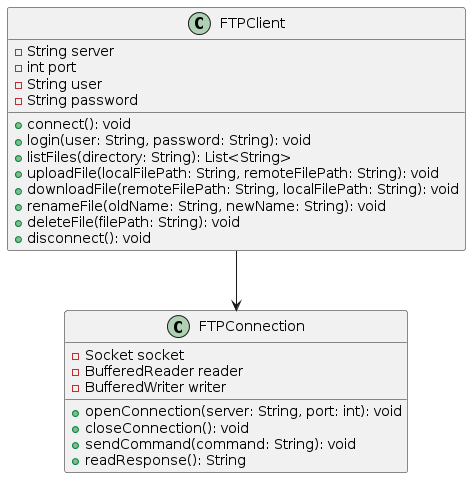 C FTPClient
String server
int port
String user
String password
connect(): void
login(user: String, password: String): void
listFiles(directory: String): List<String>
uploadFile(localFilePath: String, remoteFilePath: String): void
downloadFile(remoteFilePath: String, localFilePath: String): void
renameFile(oldName: String, newName: String): void
deleteFile(filePath: String): void
disconnect(): void
C FTPConnection
Socket socket
BufferedReader reader
BufferedWriter writer
openConnection(server: String, port: int): void
closeConnection(): void
sendCommand(command: String): void
readResponse(): String